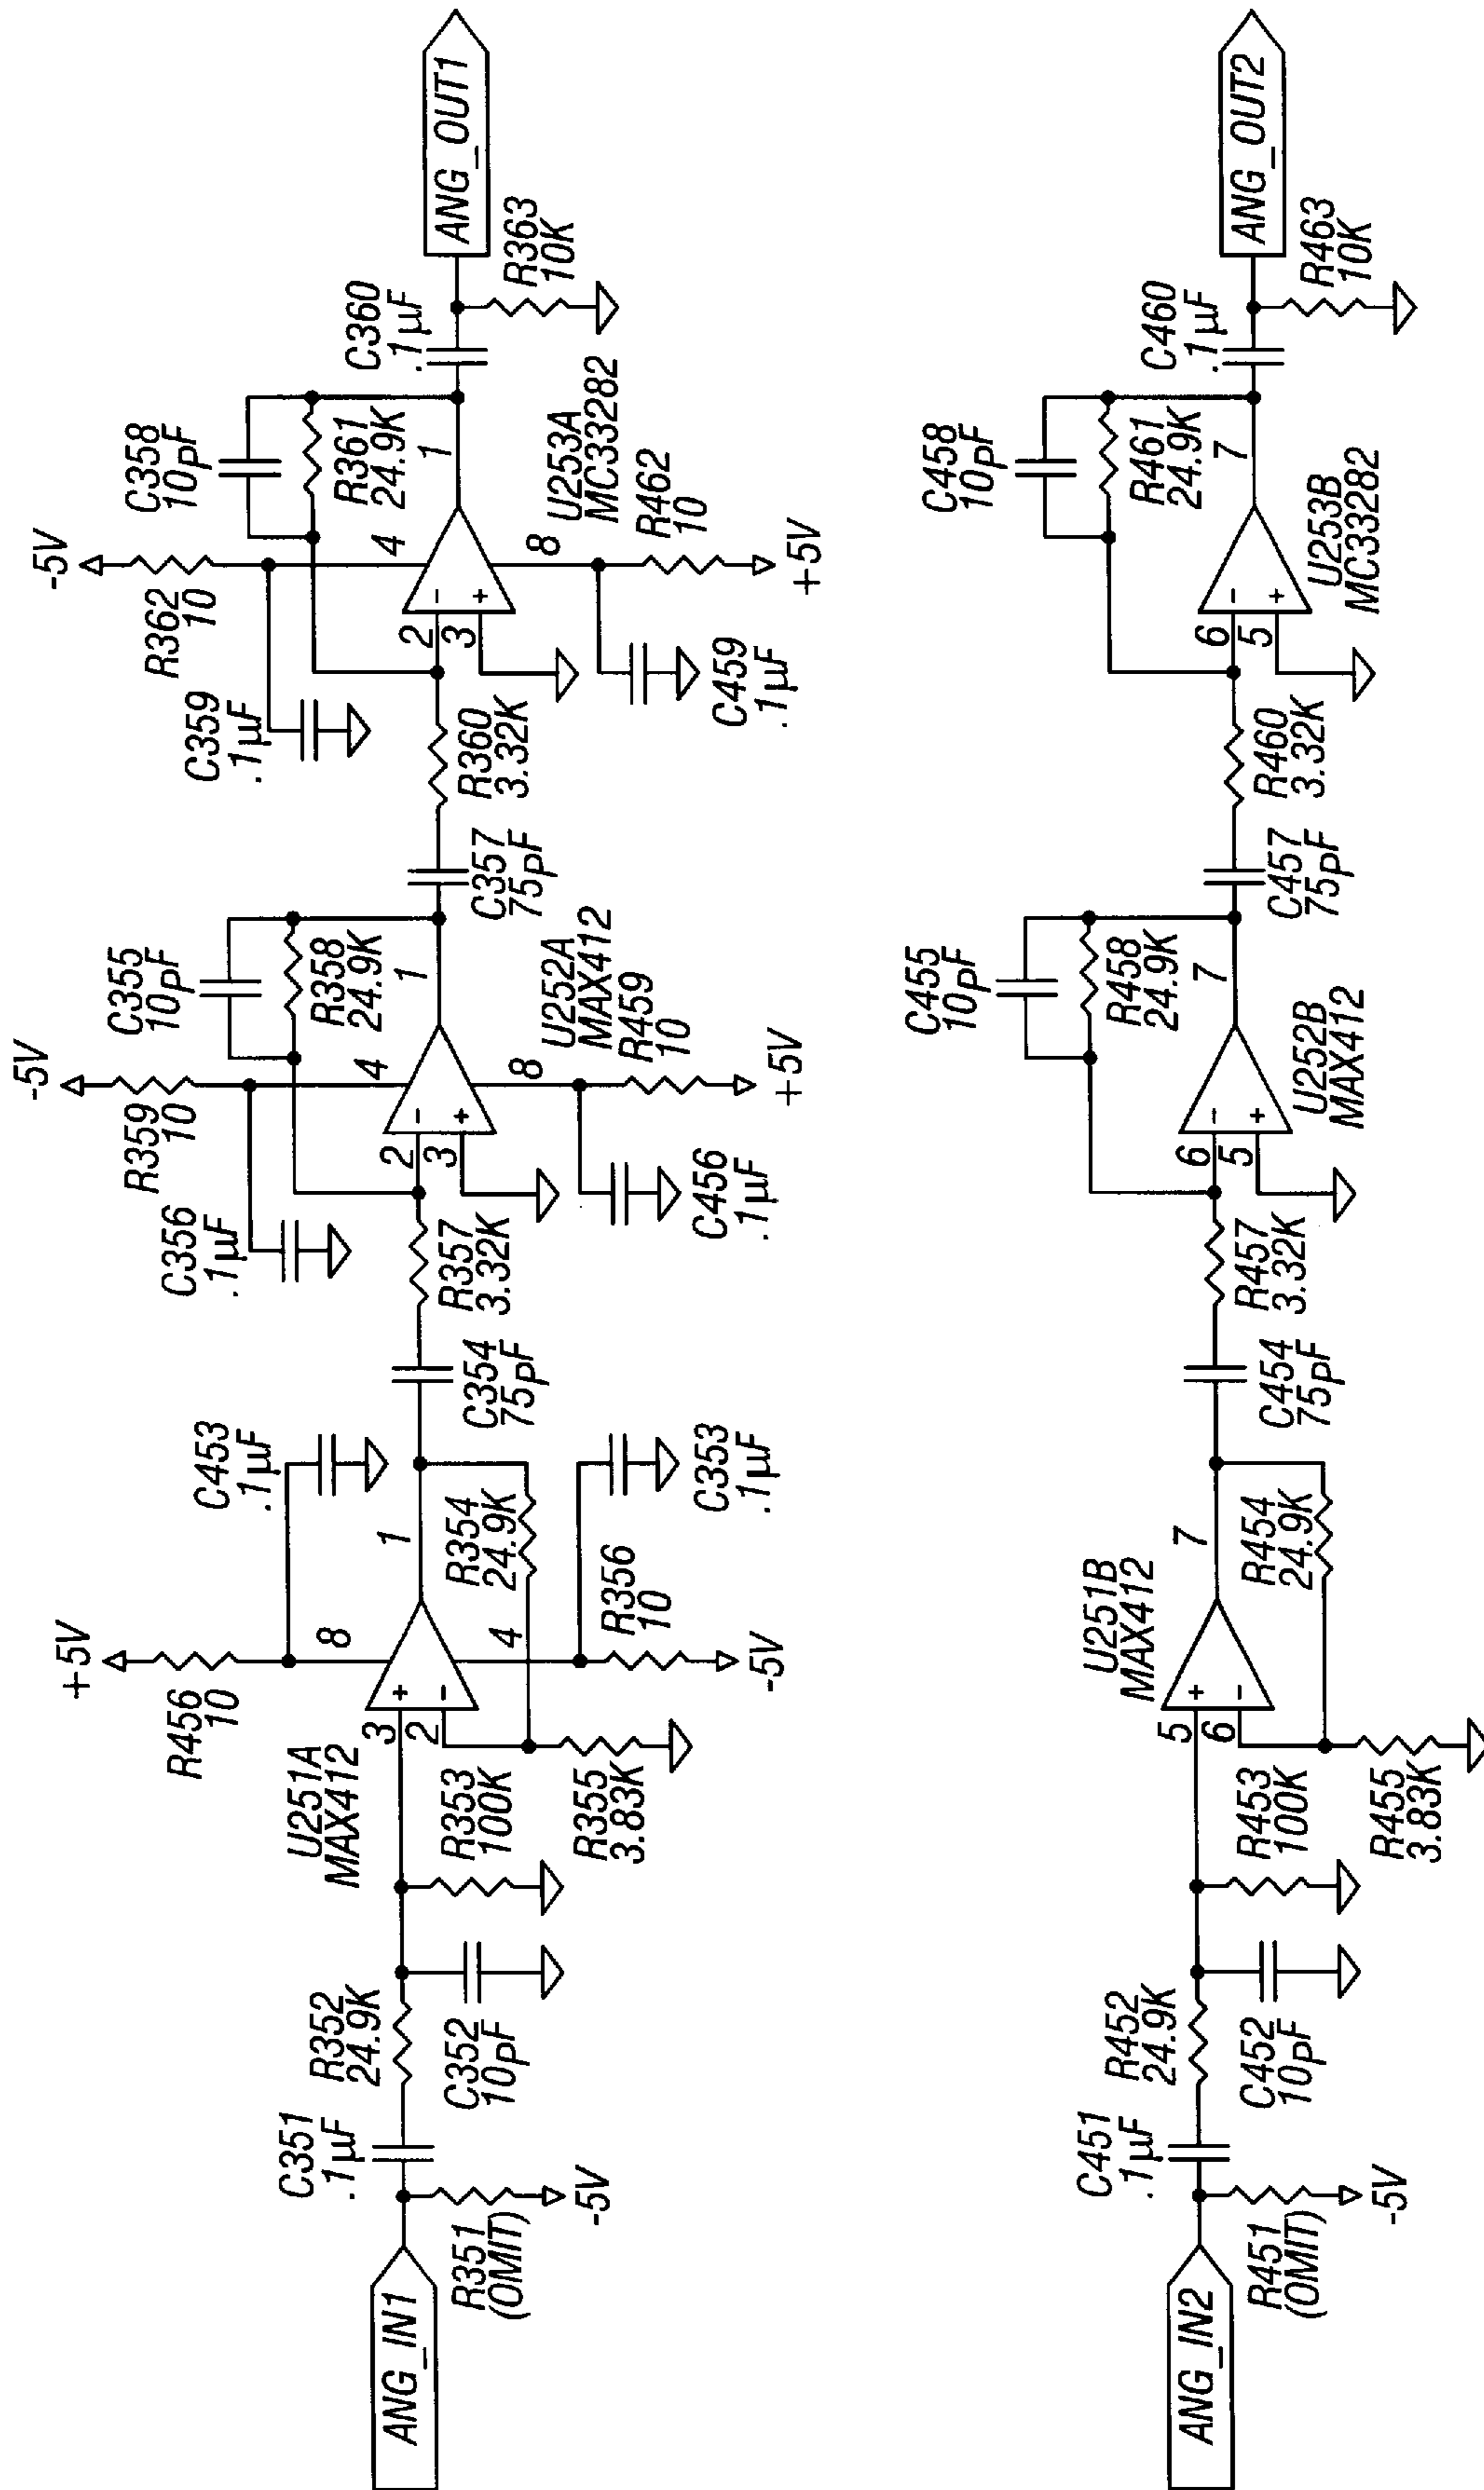 ANG_IN1
R351
(OMIT)
-5V
C351
.1µF
R352
24.9K
C352
10pF
R353
100K
U251A
MAX412
3
2
+
-
8
4
1
+5V
R456
10
C453
.1µF
R355
3.83K
R354
24.9K
R356
10
-5V
C353
.1µF
C354
75pF
R357
3.32K
C356
.1µF
R359
10
-5V
2
3
-
+
4
8
1
C355
10pF
R358
24.9K
U252A
MAX412
C456
.1µF
R459
10
+5V
C357
75pF
R360
3.32K
C359
.1µF
R362
10
-5V
2
3
-
+
4
8
1
C358
10pF
R361
24.9K
U253A
MC33282
C459
.1µF
R462
10
+5V
C360
.1µF
R363
10K
ANG_OUT1
ANG_IN2
R451
(OMIT)
-5V
C451
.1µF
R452
24.9K
C452
10pF
R453
100K
U251B
MAX412
5
6
+
-
7
R455
3.83K
R454
24.9K
C454
75pF
R457
3.32K
6
5
-
+
7
C455
10pF
R458
24.9K
U252B
MAX412
C457
75pF
R460
3.32K
6
5
-
+
7
C458
10pF
R461
24.9K
U253B
MC33282
C460
.1µF
R463
10K
ANG_OUT2